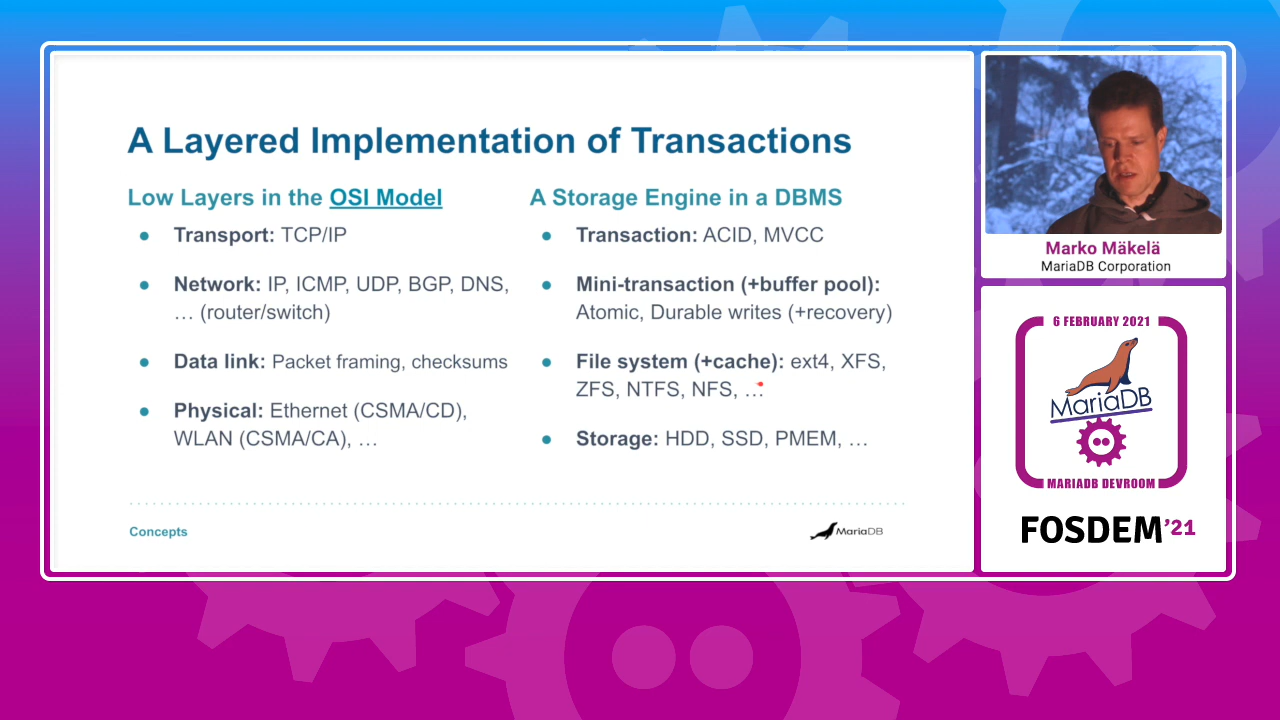 A Layered Implementation of Transactions
Low Layers in the OSI Model
● Transport: TCP/IP
● Network: IP, ICMP, UDP, BGP, DNS,
… (router/switch)
● Data link: Packet framing, checksums
● Physical: Ethernet (CSMA/CD),
WLAN (CSMA/CA), …
A Storage Engine in a DBMS
● Transaction: ACID, MVCC
● Mini-transaction (+buffer pool):
Atomic, Durable writes (+recovery)
● File system (+cache): ext4, XFS,
ZFS, NTFS, NFS, …
● Storage: HDD, SSD, PMEM, …
Concepts
MariaDB
Marko Mäkelä
MariaDB Corporation
6 FEBRUARY 2021
MariaDB
MARIADB DEVROOM
FOSDEM'21